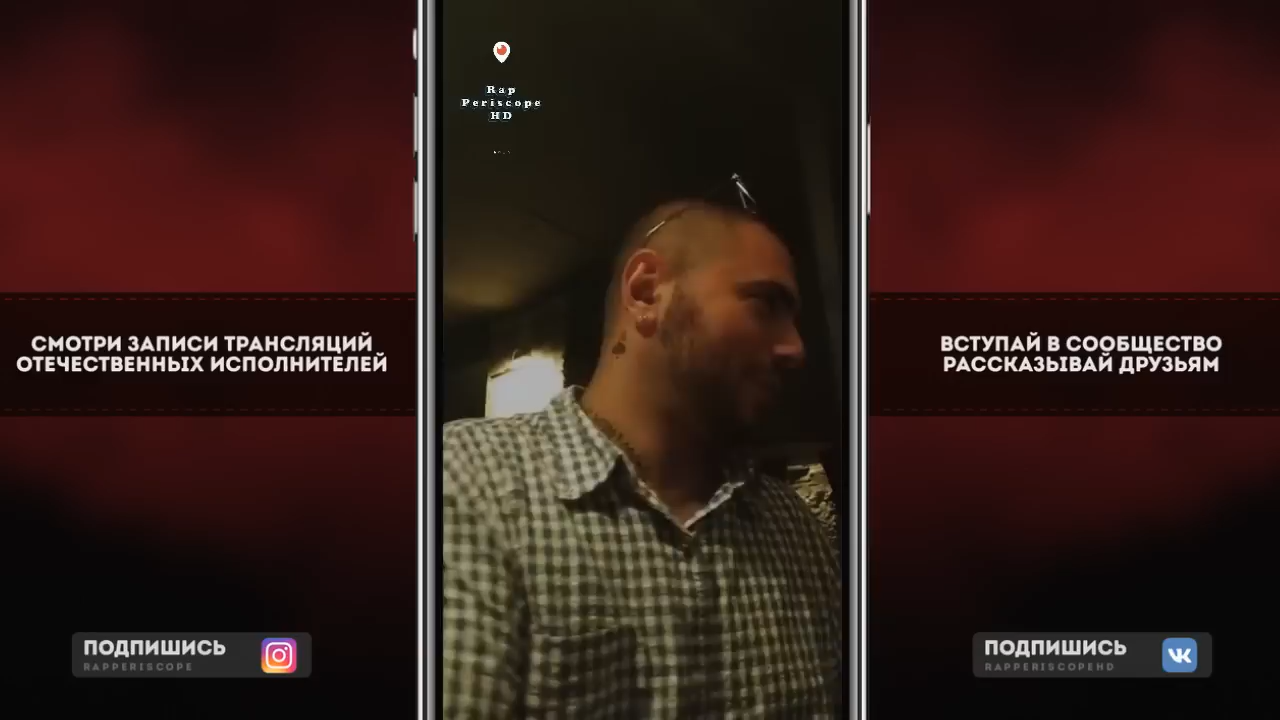 Rap
Periscope
HD
СМОТРИ ЗАПИСИ ТРАНСЛЯЦИЙ
ОТЕЧЕСТВЕННЫХ ИСПОЛНИТЕЛЕЙ
ВСТУПАЙ В СООБЩЕСТВО
РАССКАЗЫВАЙ ДРУЗЬЯМ
ПОДПИШИСЬ
RAPPERISCOPE
ПОДПИШИСЬ
RAPPERISCOPEHD